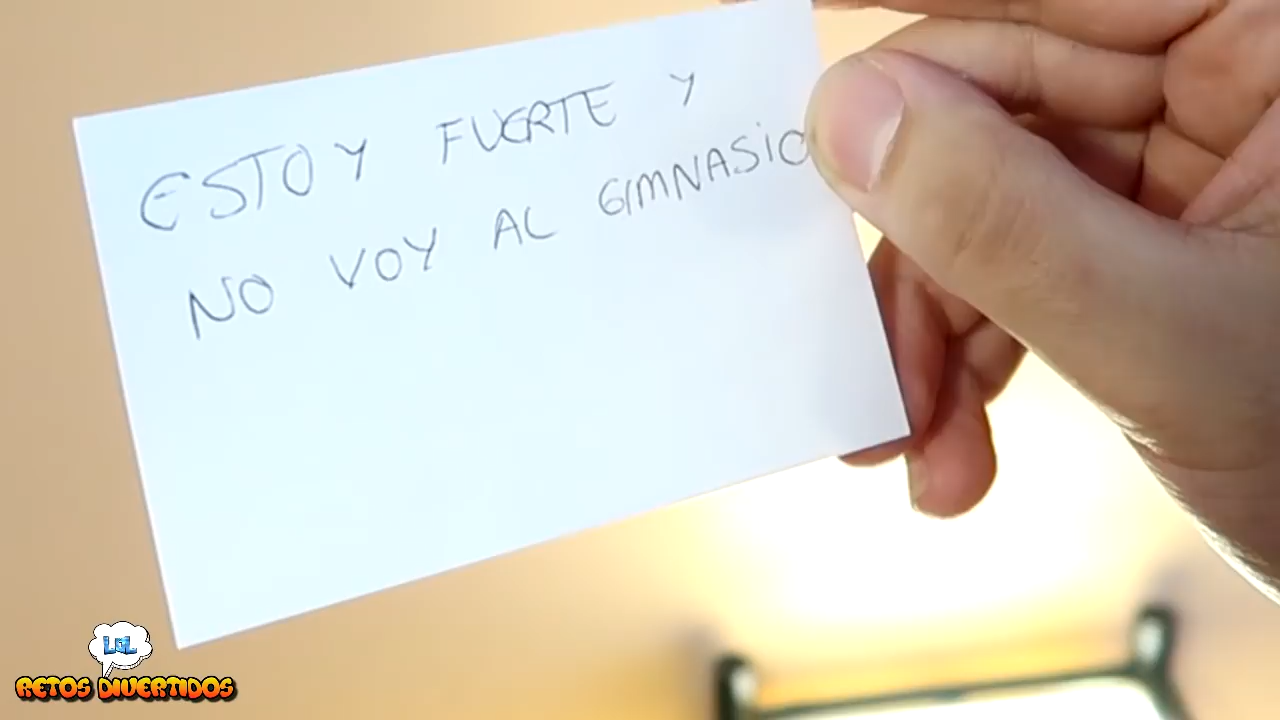 ESTOY FUERTE Y
NO VOY AL GIMNASIO
LOL
RETOS DIVERTIDOS